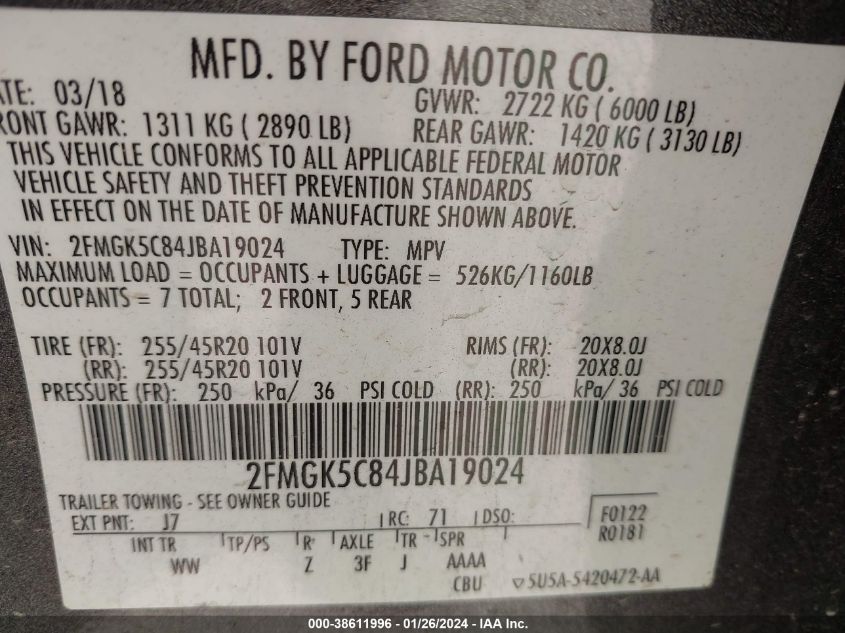 MFD. BY FORD MOTOR CO.
ATE: 03/18 GVWR: 2722 KG ( 6000 LB)
RONT GAWR: 1311 KG ( 2890 LB) REAR GAWR: 1420 KG ( 3130 LB)
THIS VEHICLE CONFORMS TO ALL APPLICABLE FEDERAL MOTOR
VEHICLE SAFETY AND THEFT PREVENTION STANDARDS
IN EFFECT ON THE DATE OF MANUFACTURE SHOWN ABOVE.
VIN: 2FMGK5C84JBA19024 TYPE: MPV
MAXIMUM LOAD = OCCUPANTS + LUGGAGE = 526KG/1160LB
OCCUPANTS = 7 TOTAL; 2 FRONT, 5 REAR
TIRE (FR): 255/45R20 101V RIMS (FR): 20X8.0J
(RR): 255/45R20 101V (RR): 20X8.0J
PRESSURE (FR): 250 kPa/ 36 PSI COLD (RR): 250 kPa/ 36 PSI COLD
2FMGK5C84JBA19024
TRAILER TOWING - SEE OWNER GUIDE
EXT PNT: J7 RC: 71 DSO: F0122
R0181
INT TR TP/PS R AXLE TR SPR
WW Z 3F J AAAA
CBU ▽5U5A-5420472-AA
000-38611996 - 01/26/2024 - IAA Inc.